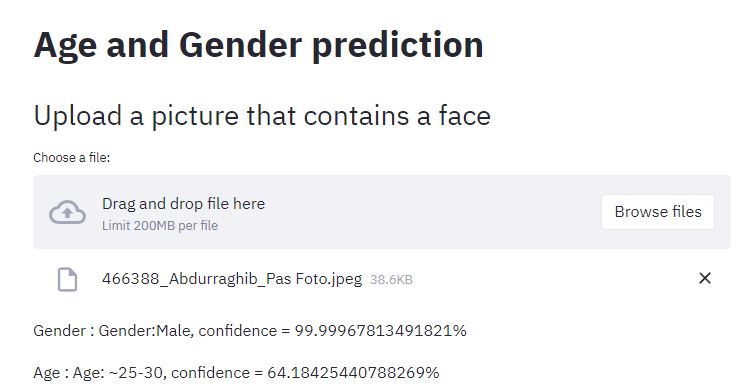 Age and Gender prediction
Upload a picture that contains a face
Choose a file:
Drag and drop file here
Limit 200MB per file
Browse files
466388_Abdurraghib_Pas Foto.jpeg 38.6KB
Gender : Gender:Male, confidence = 99.99967813491821%
Age : Age: ~25-30, confidence = 64.18425440788269%